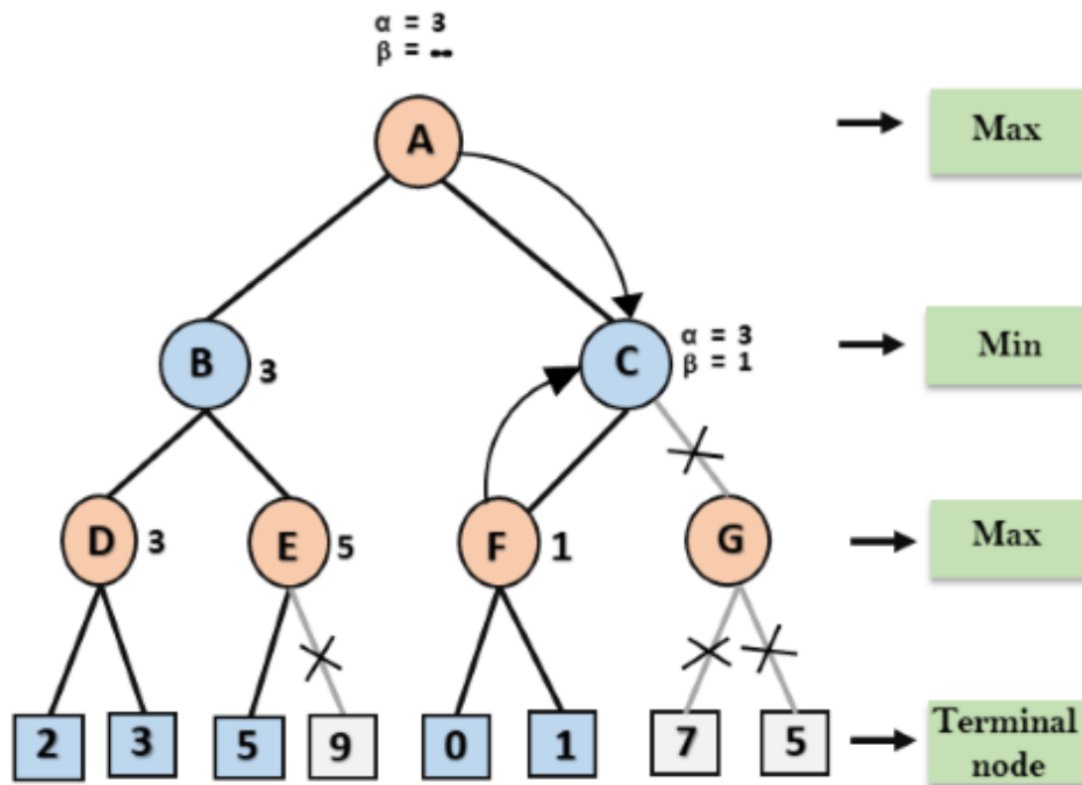 α = 3
β = ∞
A
Max
B
3
C
α = 3
β = 1
Min
D
3
E
5
F
1
G
Max
2
3
5
9
0
1
7
5
Terminal
node